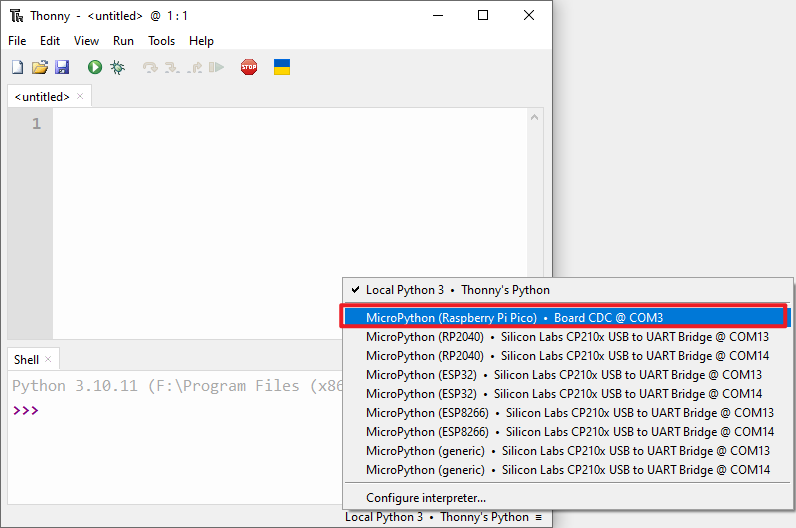 Thonny - <untitled> @ 1 : 1
File Edit View Run Tools Help
STOP
<untitled> ×
1
Local Python 3 • Thonny's Python
MicroPython (Raspberry Pi Pico) • Board CDC @ COM3
MicroPython (RP2040) • Silicon Labs CP210x USB to UART Bridge @ COM13
MicroPython (RP2040) • Silicon Labs CP210x USB to UART Bridge @ COM14
MicroPython (ESP32) • Silicon Labs CP210x USB to UART Bridge @ COM13
MicroPython (ESP32) • Silicon Labs CP210x USB to UART Bridge @ COM14
MicroPython (ESP8266) • Silicon Labs CP210x USB to UART Bridge @ COM13
MicroPython (ESP8266) • Silicon Labs CP210x USB to UART Bridge @ COM14
MicroPython (generic) • Silicon Labs CP210x USB to UART Bridge @ COM13
MicroPython (generic) • Silicon Labs CP210x USB to UART Bridge @ COM14
Configure interpreter...
Shell ×
Python 3.10.11 (F:\Program Files (x86
>>>
Local Python 3 • Thonny's Python ≡